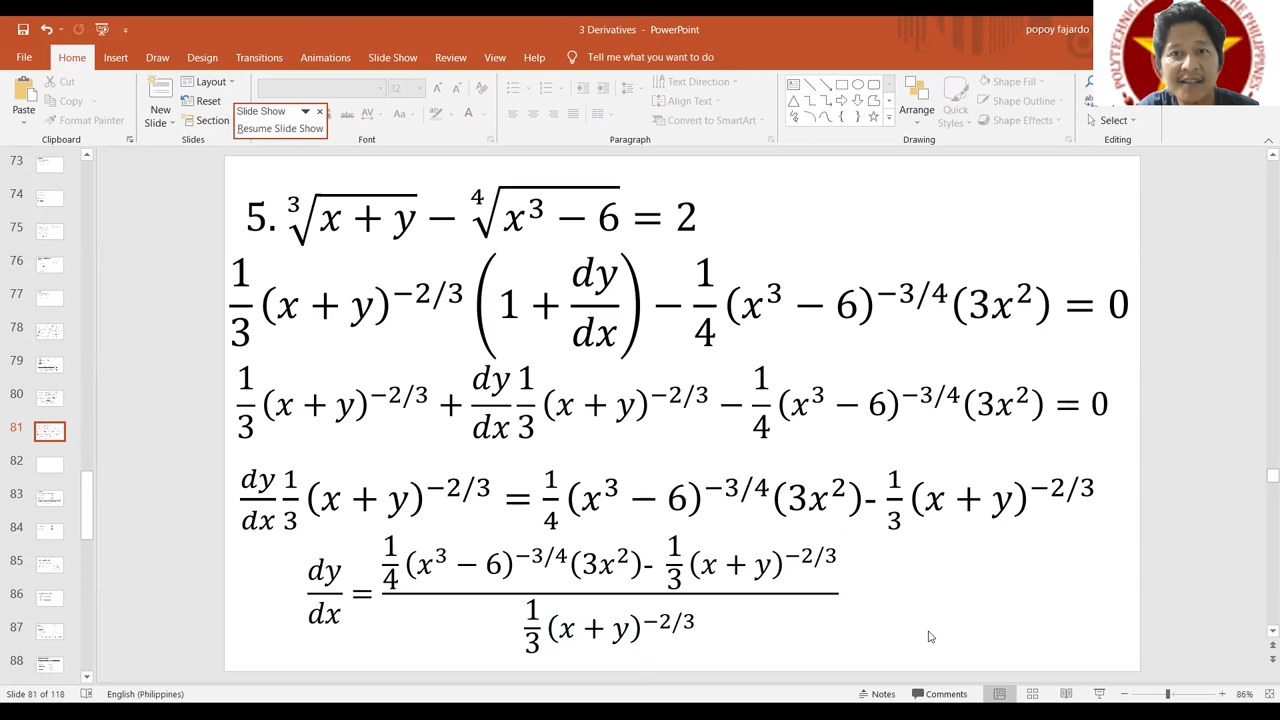 3 Derivatives - PowerPoint
popoy fajardo
File Home Insert Draw Design Transitions Animations Slide Show Review View Help Tell me what you want to do
Paste
Cut
Copy
Format Painter
Clipboard
New Slide
Layout
Reset
Section
Slides
Slide Show
Resume Slide Show
32
Aa
A
Font
Text Direction
Align Text
Convert to SmartArt
Paragraph
Arrange
Quick Styles
Shape Fill
Shape Outline
Shape Effects
Drawing
Select
Editing
POLYTECHNIC
THE PHILIPPINES
73
74
75
76
77
78
79
80
81
82
83
84
85
86
87
88
5. ∛(x + y) − ∜(x³ − 6) = 2
1/3 (x + y)^−2/3 (1 + dy/dx) − 1/4 (x³ − 6)^−3/4 (3x²) = 0
1/3 (x + y)^−2/3 + dy/dx 1/3 (x + y)^−2/3 − 1/4 (x³ − 6)^−3/4 (3x²) = 0
dy/dx 1/3 (x + y)^−2/3 = 1/4 (x³ − 6)^−3/4 (3x²)- 1/3 (x + y)^−2/3
dy/dx = (1/4 (x³ − 6)^−3/4 (3x²)- 1/3 (x + y)^−2/3) / (1/3 (x + y)^−2/3)
Slide 81 of 118 English (Philippines) Notes Comments 86%